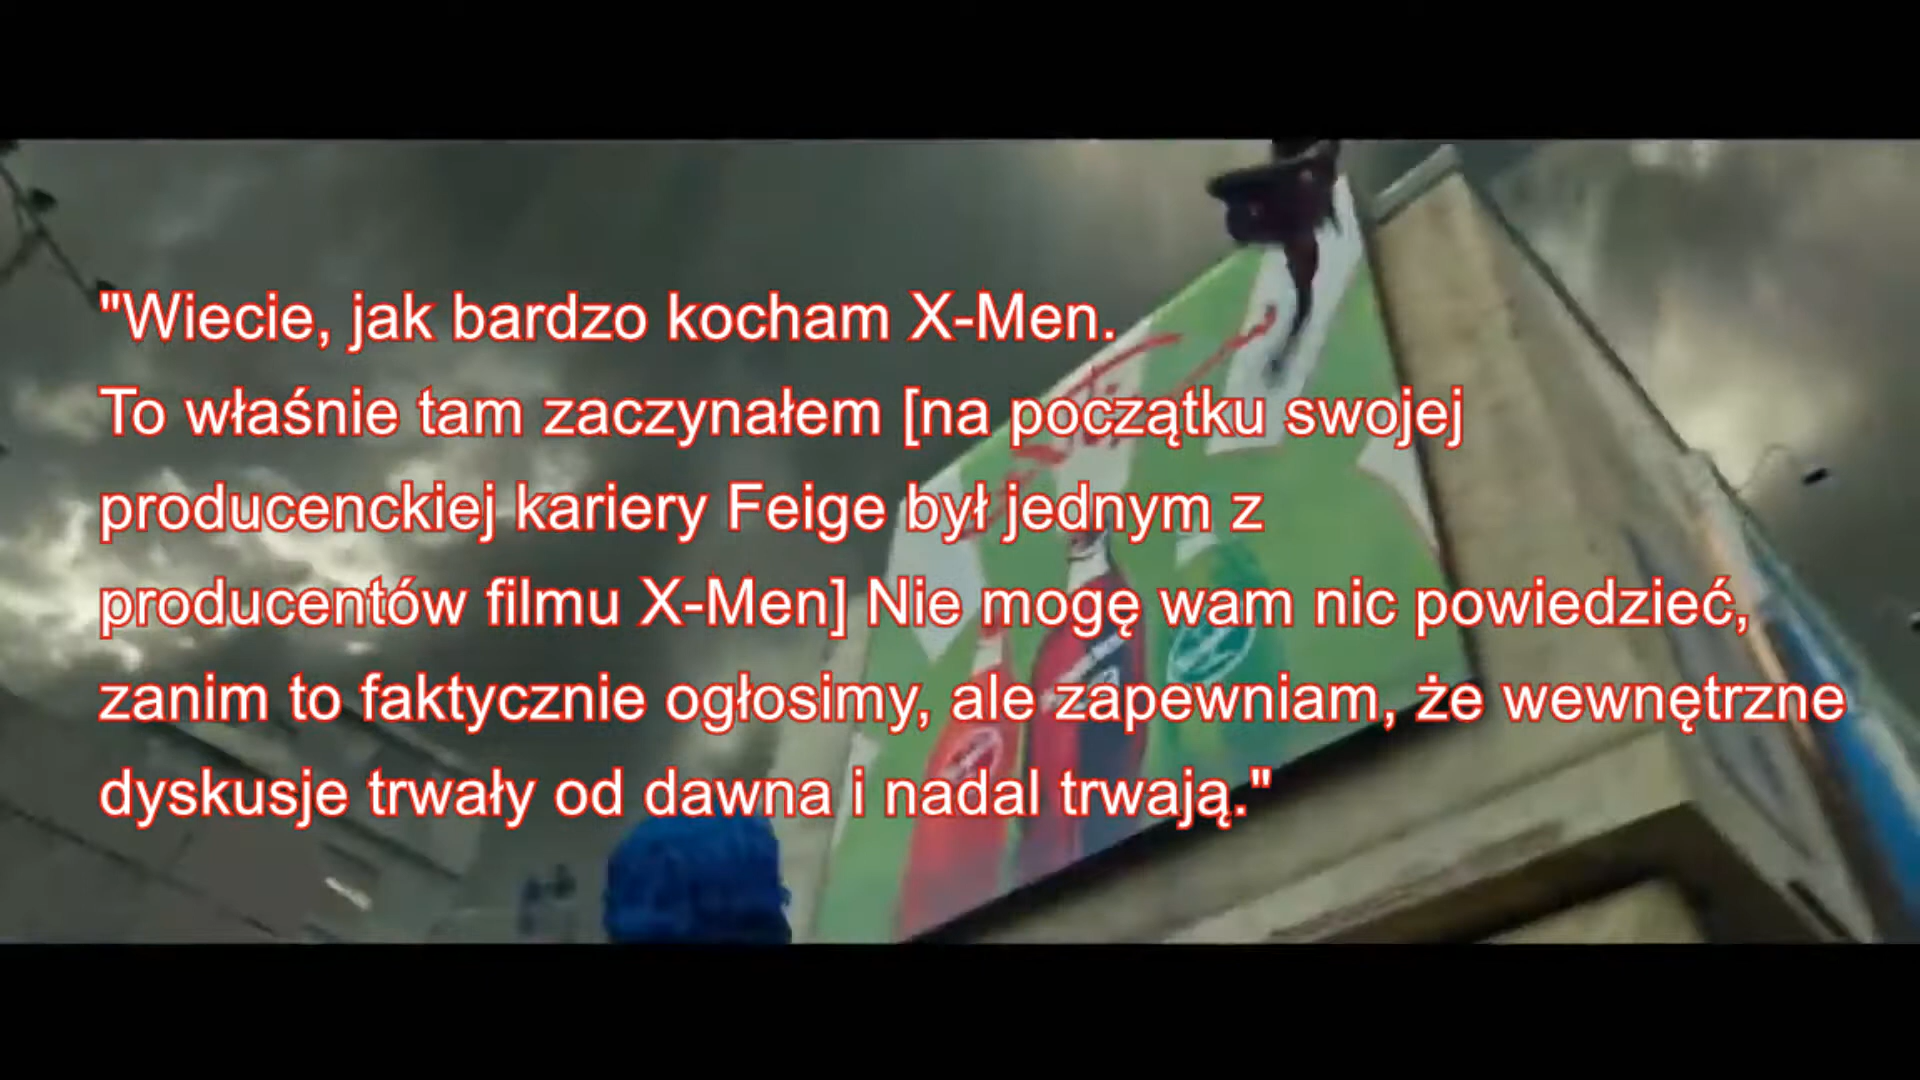 "Wiecie, jak bardzo kocham X-Men.
To właśnie tam zaczynałem [na początku swojej
producenckiej kariery Feige był jednym z
producentów filmu X-Men] Nie mogę wam nic powiedzieć,
zanim to faktycznie ogłosimy, ale zapewniam, że wewnętrzne
dyskusje trwały od dawna i nadal trwają."